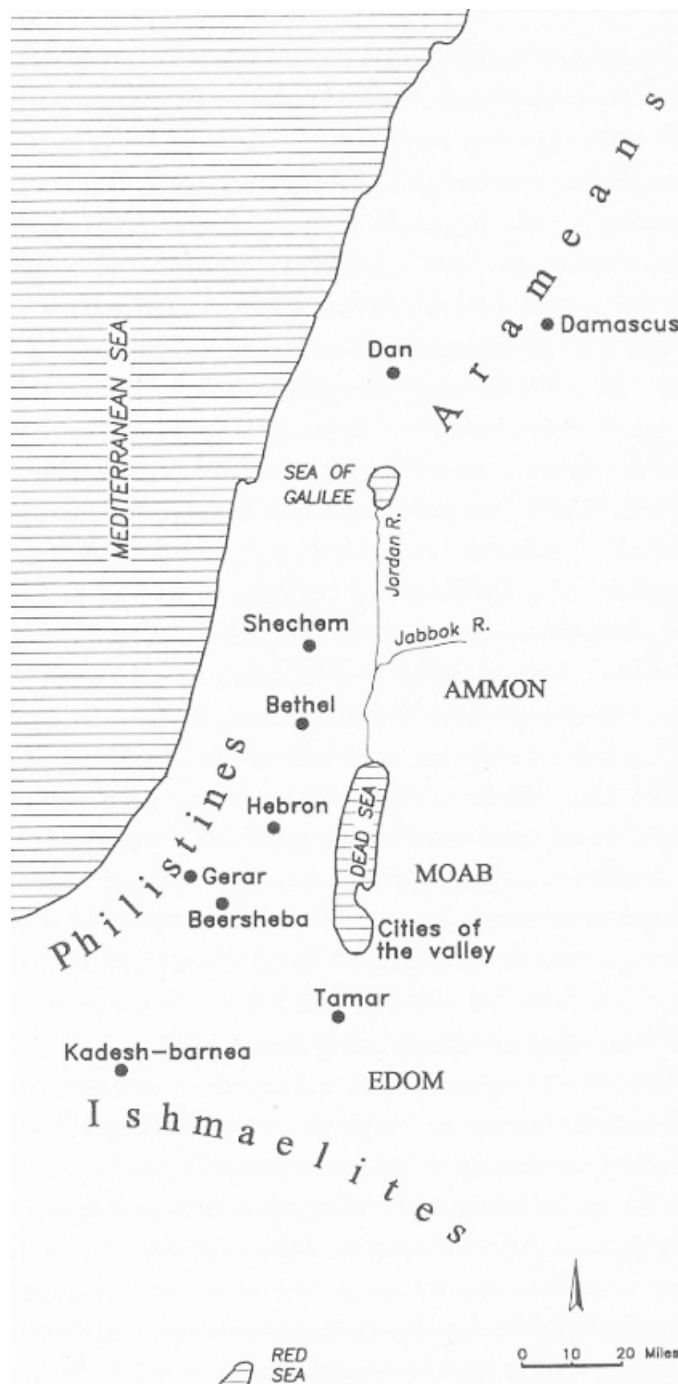 Arameans
Damascus
Dan
MEDITERRANEAN SEA
SEA OF
GALILEE
Jordan R.
Shechem
Jabbok R.
AMMON
Bethel
Philistines
Hebron
DEAD SEA
Gerar
MOAB
Beersheba
Cities of
the valley
Tamar
Kadesh-barnea
EDOM
Ishmaelites
0 10 20 Miles
RED
SEA